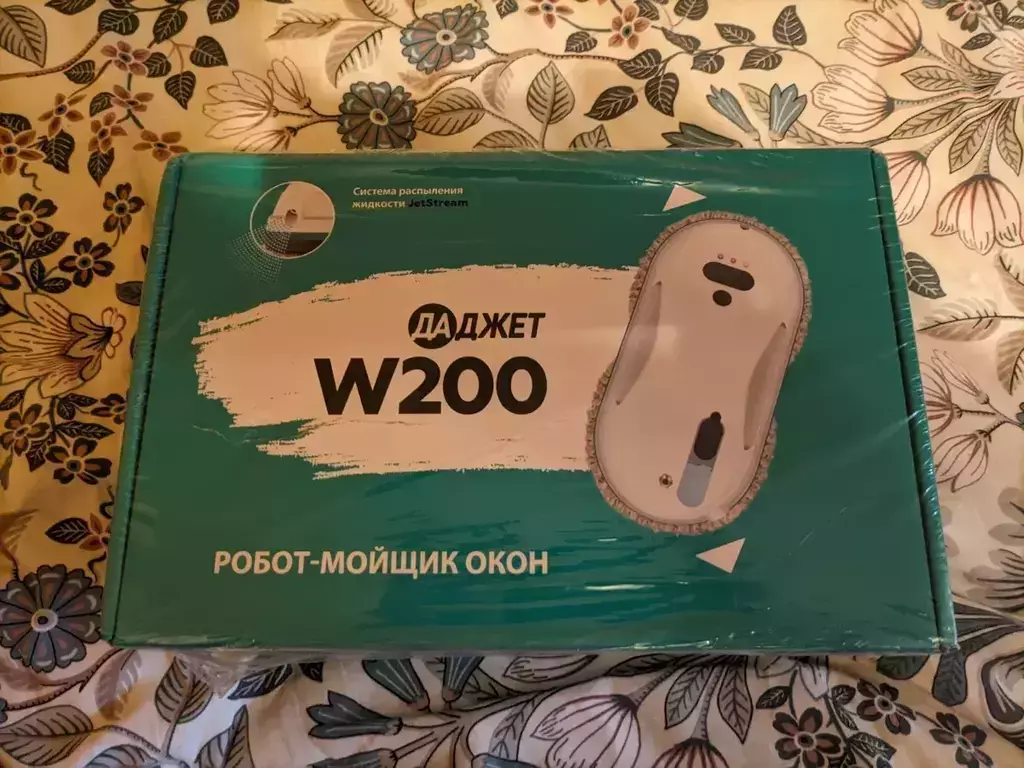 Система распыления
жидкости JetStream
ДАДЖЕТ
W200
РОБОТ-МОЙЩИК ОКОН